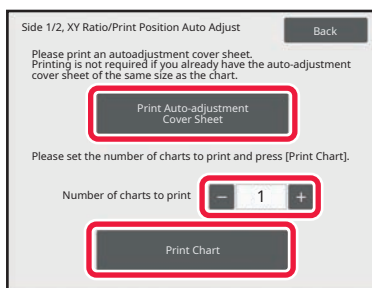 Side 1/2, XY Ratio/Print Position Auto Adjust
Back
Please print an autoadjustment cover sheet.
Printing is not required if you already have the auto-adjustment
cover sheet of the same size as the chart.
Print Auto-adjustment
Cover Sheet
Please set the number of charts to print and press [Print Chart].
Number of charts to print
− 1 +
Print Chart